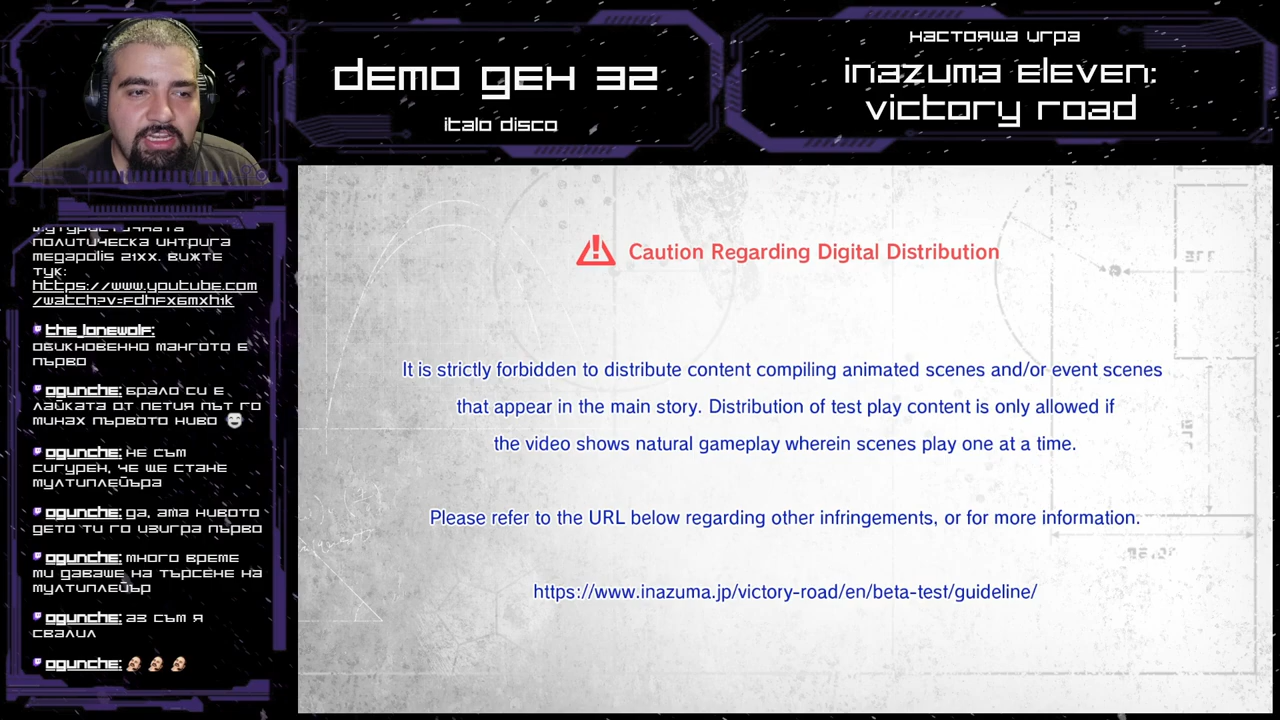 demo ден 32
italo disco
настояща игра
inazuma eleven:
victory road
политическа интрига
megapolis 21xx. вижте
тук:
https://www.youtube.com
/watch?v=fdhfx6mxh1k
the_lonewolf:
обикновенно мангото е
първо
ogunche: брало си е
лайката от петия път го
минах първото ниво
ogunche: не съм
сигурен, че ще стане
мултиплейъра
ogunche: да, ама нивото
дето ти го изигра първо
ogunche: много време
ми даваше на търсене на
мултиплейър
ogunche: аз съм я
свалил
ogunche:
Caution Regarding Digital Distribution
It is strictly forbidden to distribute content compiling animated scenes and/or event scenes
that appear in the main story. Distribution of test play content is only allowed if
the video shows natural gameplay wherein scenes play one at a time.
Please refer to the URL below regarding other infringements, or for more information.
https://www.inazuma.jp/victory-road/en/beta-test/guideline/